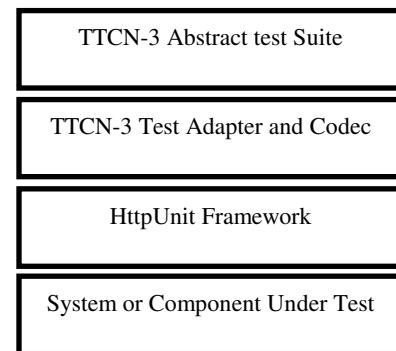 TTCN-3 Abstract test Suite
TTCN-3 Test Adapter and Codec
HttpUnit Framework
System or Component Under Test